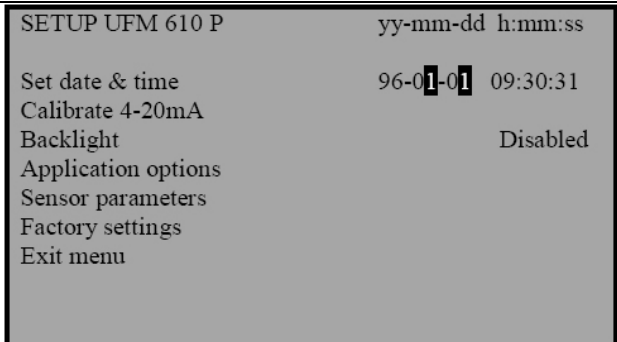 SETUP UFM 610 P yy-mm-dd h:mm:ss
Set date & time 96-01-01 09:30:31
Calibrate 4-20mA
Backlight Disabled
Application options
Sensor parameters
Factory settings
Exit menu